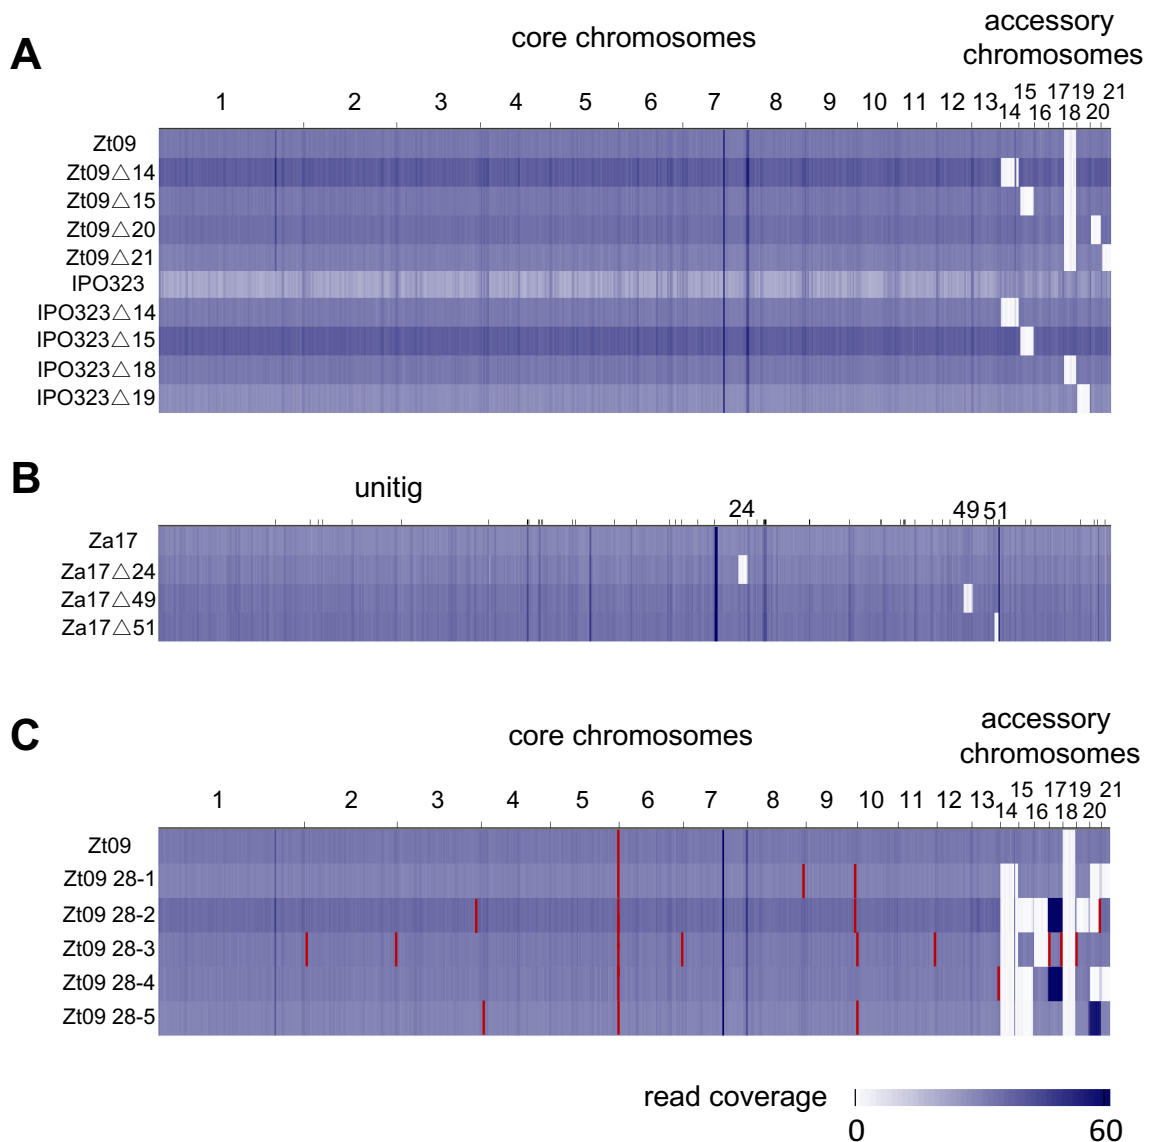 A
core chromosomes
accessory
chromosomes
1 2 3 4 5 6 7 8 9 10 11 12 13 14 15 16 17 18 19 20 21
Zt09
Zt09△14
Zt09△15
Zt09△20
Zt09△21
IPO323
IPO323△14
IPO323△15
IPO323△18
IPO323△19
B
unitig
24 49 51
Za17
Za17△24
Za17△49
Za17△51
C
core chromosomes
accessory
chromosomes
1 2 3 4 5 6 7 8 9 10 11 12 13 14 15 16 17 18 19 20 21
Zt09
Zt09 28-1
Zt09 28-2
Zt09 28-3
Zt09 28-4
Zt09 28-5
read coverage
0 60